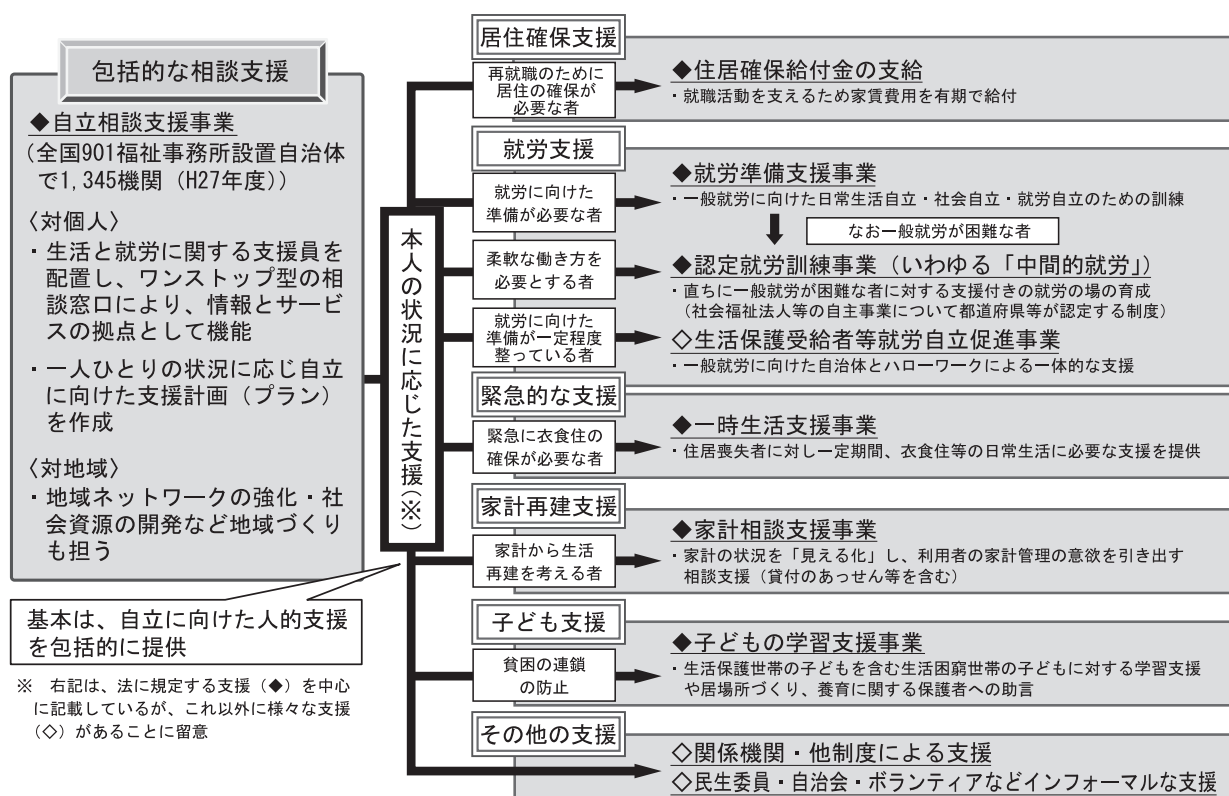 包括的な相談支援
◆自立相談支援事業
(全国901福祉事務所設置自治体
で1,345機関（H27年度）)
〈対個人〉
・生活と就労に関する支援員を
配置し、ワンストップ型の相
談窓口により、情報とサービ
スの拠点として機能
・一人ひとりの状況に応じ自立
に向けた支援計画（プラン）
を作成
〈対地域〉
・地域ネットワークの強化・社
会資源の開発など地域づくり
も担う
基本は、自立に向けた人的支援
を包括的に提供
※　右記は、法に規定する支援（◆）を中心
に記載しているが、これ以外に様々な支援
（◇）があることに留意
本人の状況に応じた支援（※）
居住確保支援
再就職のために
居住の確保が
必要な者
◆住居確保給付金の支給
・就職活動を支えるため家賃費用を有期で給付
就労支援
就労に向けた
準備が必要な者
◆就労準備支援事業
・一般就労に向けた日常生活自立・社会自立・就労自立のための訓練
なお一般就労が困難な者
柔軟な働き方を
必要とする者
◆認定就労訓練事業（いわゆる「中間的就労」）
・直ちに一般就労が困難な者に対する支援付きの就労の場の育成
（社会福祉法人等の自主事業について都道府県等が認定する制度）
就労に向けた
準備が一定程度
整っている者
◇生活保護受給者等就労自立促進事業
・一般就労に向けた自治体とハローワークによる一体的な支援
緊急的な支援
緊急に衣食住の
確保が必要な者
◆一時生活支援事業
・住居喪失者に対し一定期間、衣食住等の日常生活に必要な支援を提供
家計再建支援
家計から生活
再建を考える者
◆家計相談支援事業
・家計の状況を「見える化」し、利用者の家計管理の意欲を引き出す
相談支援（貸付のあっせん等を含む）
子ども支援
貧困の連鎖
の防止
◆子どもの学習支援事業
・生活保護世帯の子どもを含む生活困窮世帯の子どもに対する学習支援
や居場所づくり、養育に関する保護者への助言
その他の支援
◇関係機関・他制度による支援
◇民生委員・自治会・ボランティアなどインフォーマルな支援